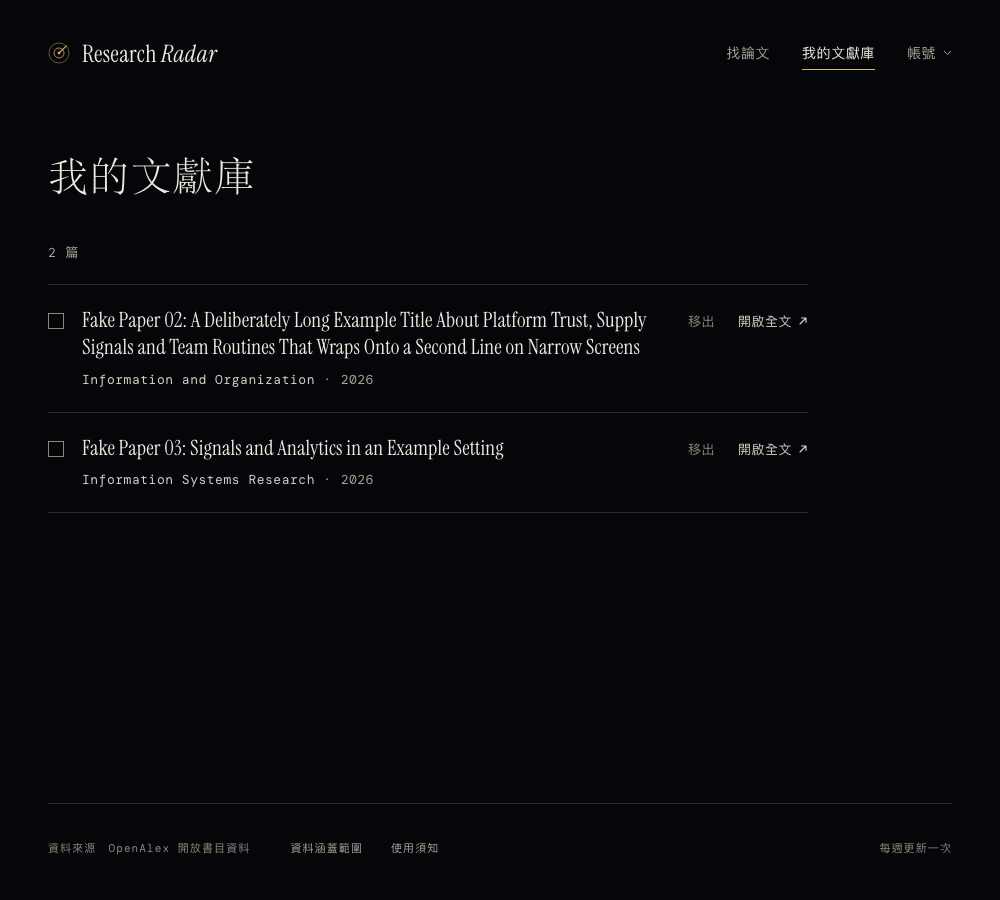 Research Radar
找論文
我的文獻庫
帳號
我的文獻庫
2 篇
Fake Paper 02: A Deliberately Long Example Title About Platform Trust, Supply
Signals and Team Routines That Wraps Onto a Second Line on Narrow Screens
移出
開啟全文 ↗
Information and Organization · 2026
Fake Paper 03: Signals and Analytics in an Example Setting
移出
開啟全文 ↗
Information Systems Research · 2026
資料來源 OpenAlex 開放書目資料
資料涵蓋範圍
使用須知
每週更新一次